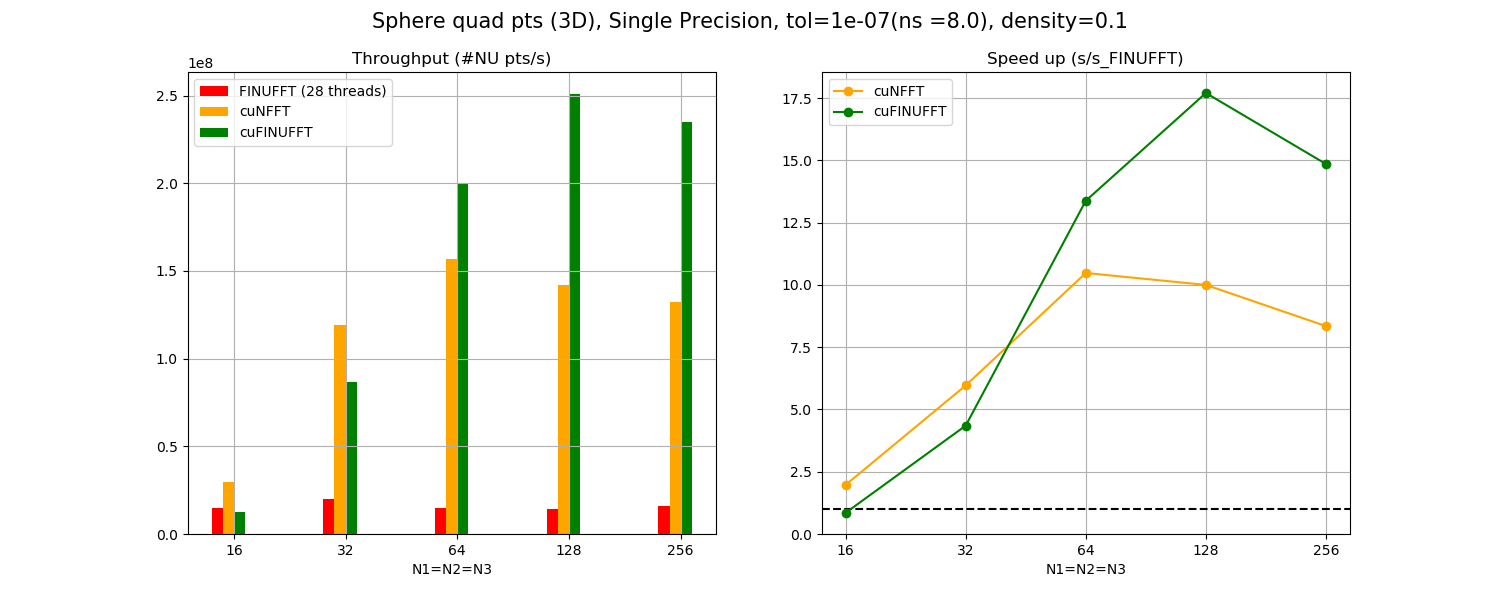 Sphere quad pts (3D), Single Precision, tol=1e-07(ns =8.0), density=0.1
Throughput (#NU pts/s)
1e8
FINUFFT (28 threads)
cuNFFT
cuFINUFFT
2.5
2.0
1.5
1.0
0.5
0.0
16 32 64 128 256
N1=N2=N3
Speed up (s/s_FINUFFT)
cuNFFT
cuFINUFFT
17.5
15.0
12.5
10.0
7.5
5.0
2.5
0.0
16 32 64 128 256
N1=N2=N3